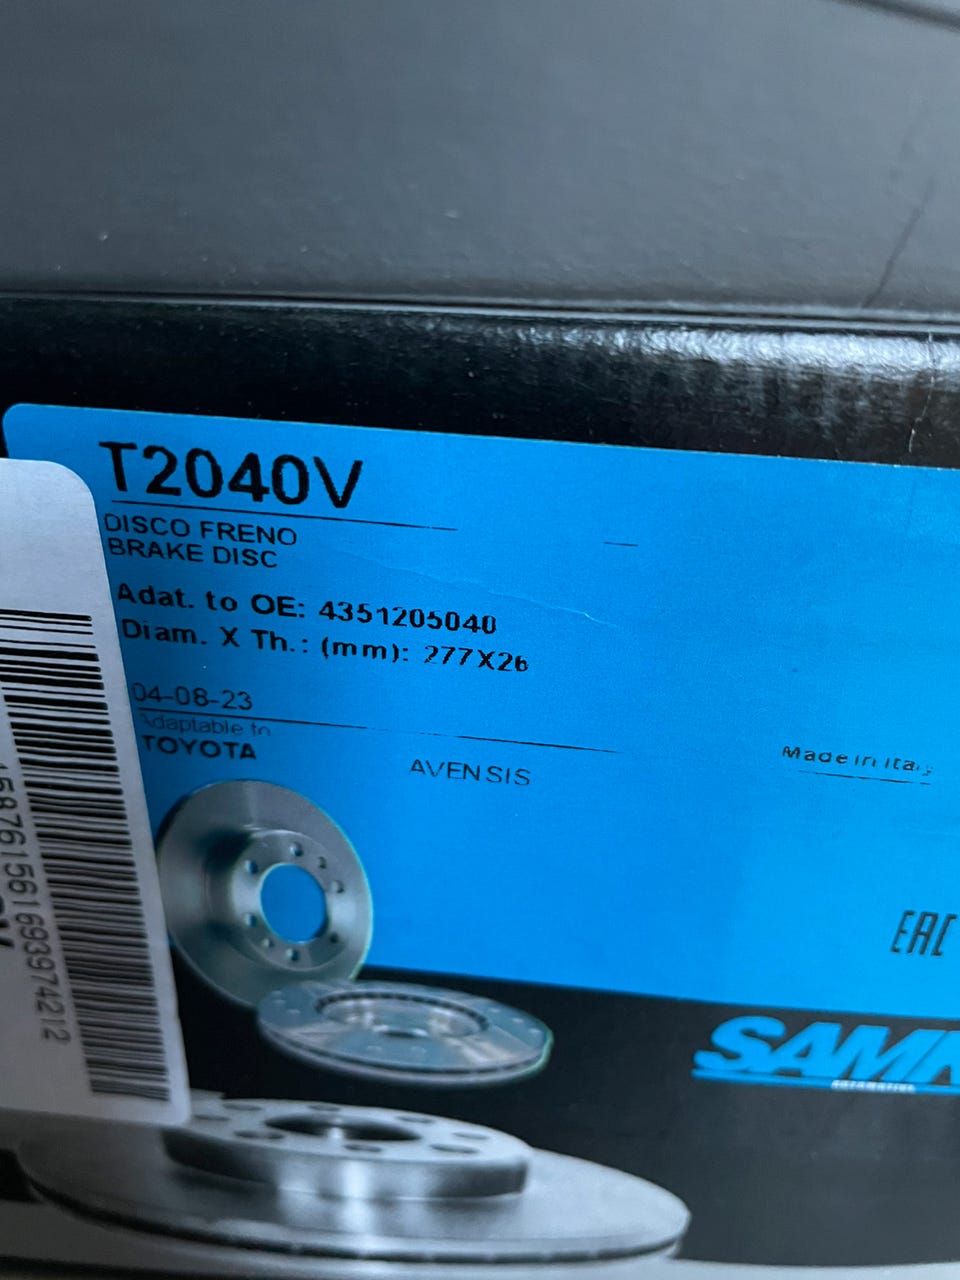 T2040V
DISCO FRENO
BRAKE DISC
Adat. to OE: 4351205040
Diam. X Th.: (mm): 277X26
04-08-23
Adaptable to
TOYOTA
AVENSIS
Made in Italy
EAC
AUTOMOTIVE